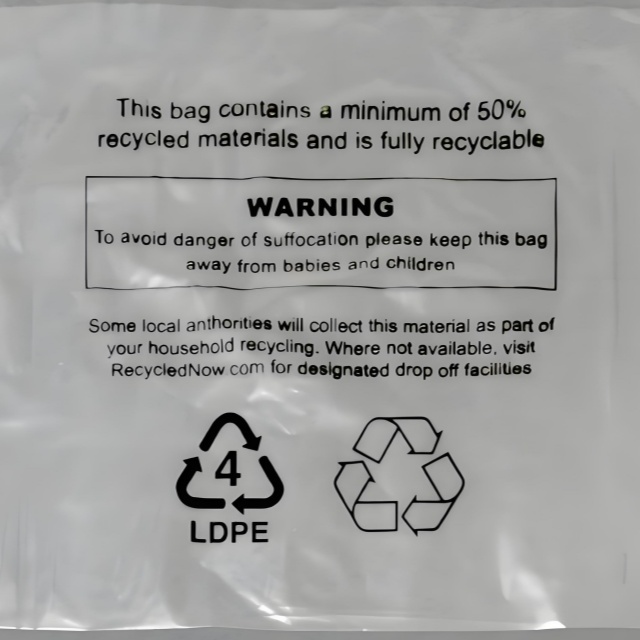 This bag contains a minimum of 50%
recycled materials and is fully recyclable
WARNING
To avoid danger of suffocation please keep this bag
away from babies and children
Some local anthorities will collect this material as part of
your household recycling. Where not available, visit
RecycledNow.com for designated drop off facilities
4
LDPE